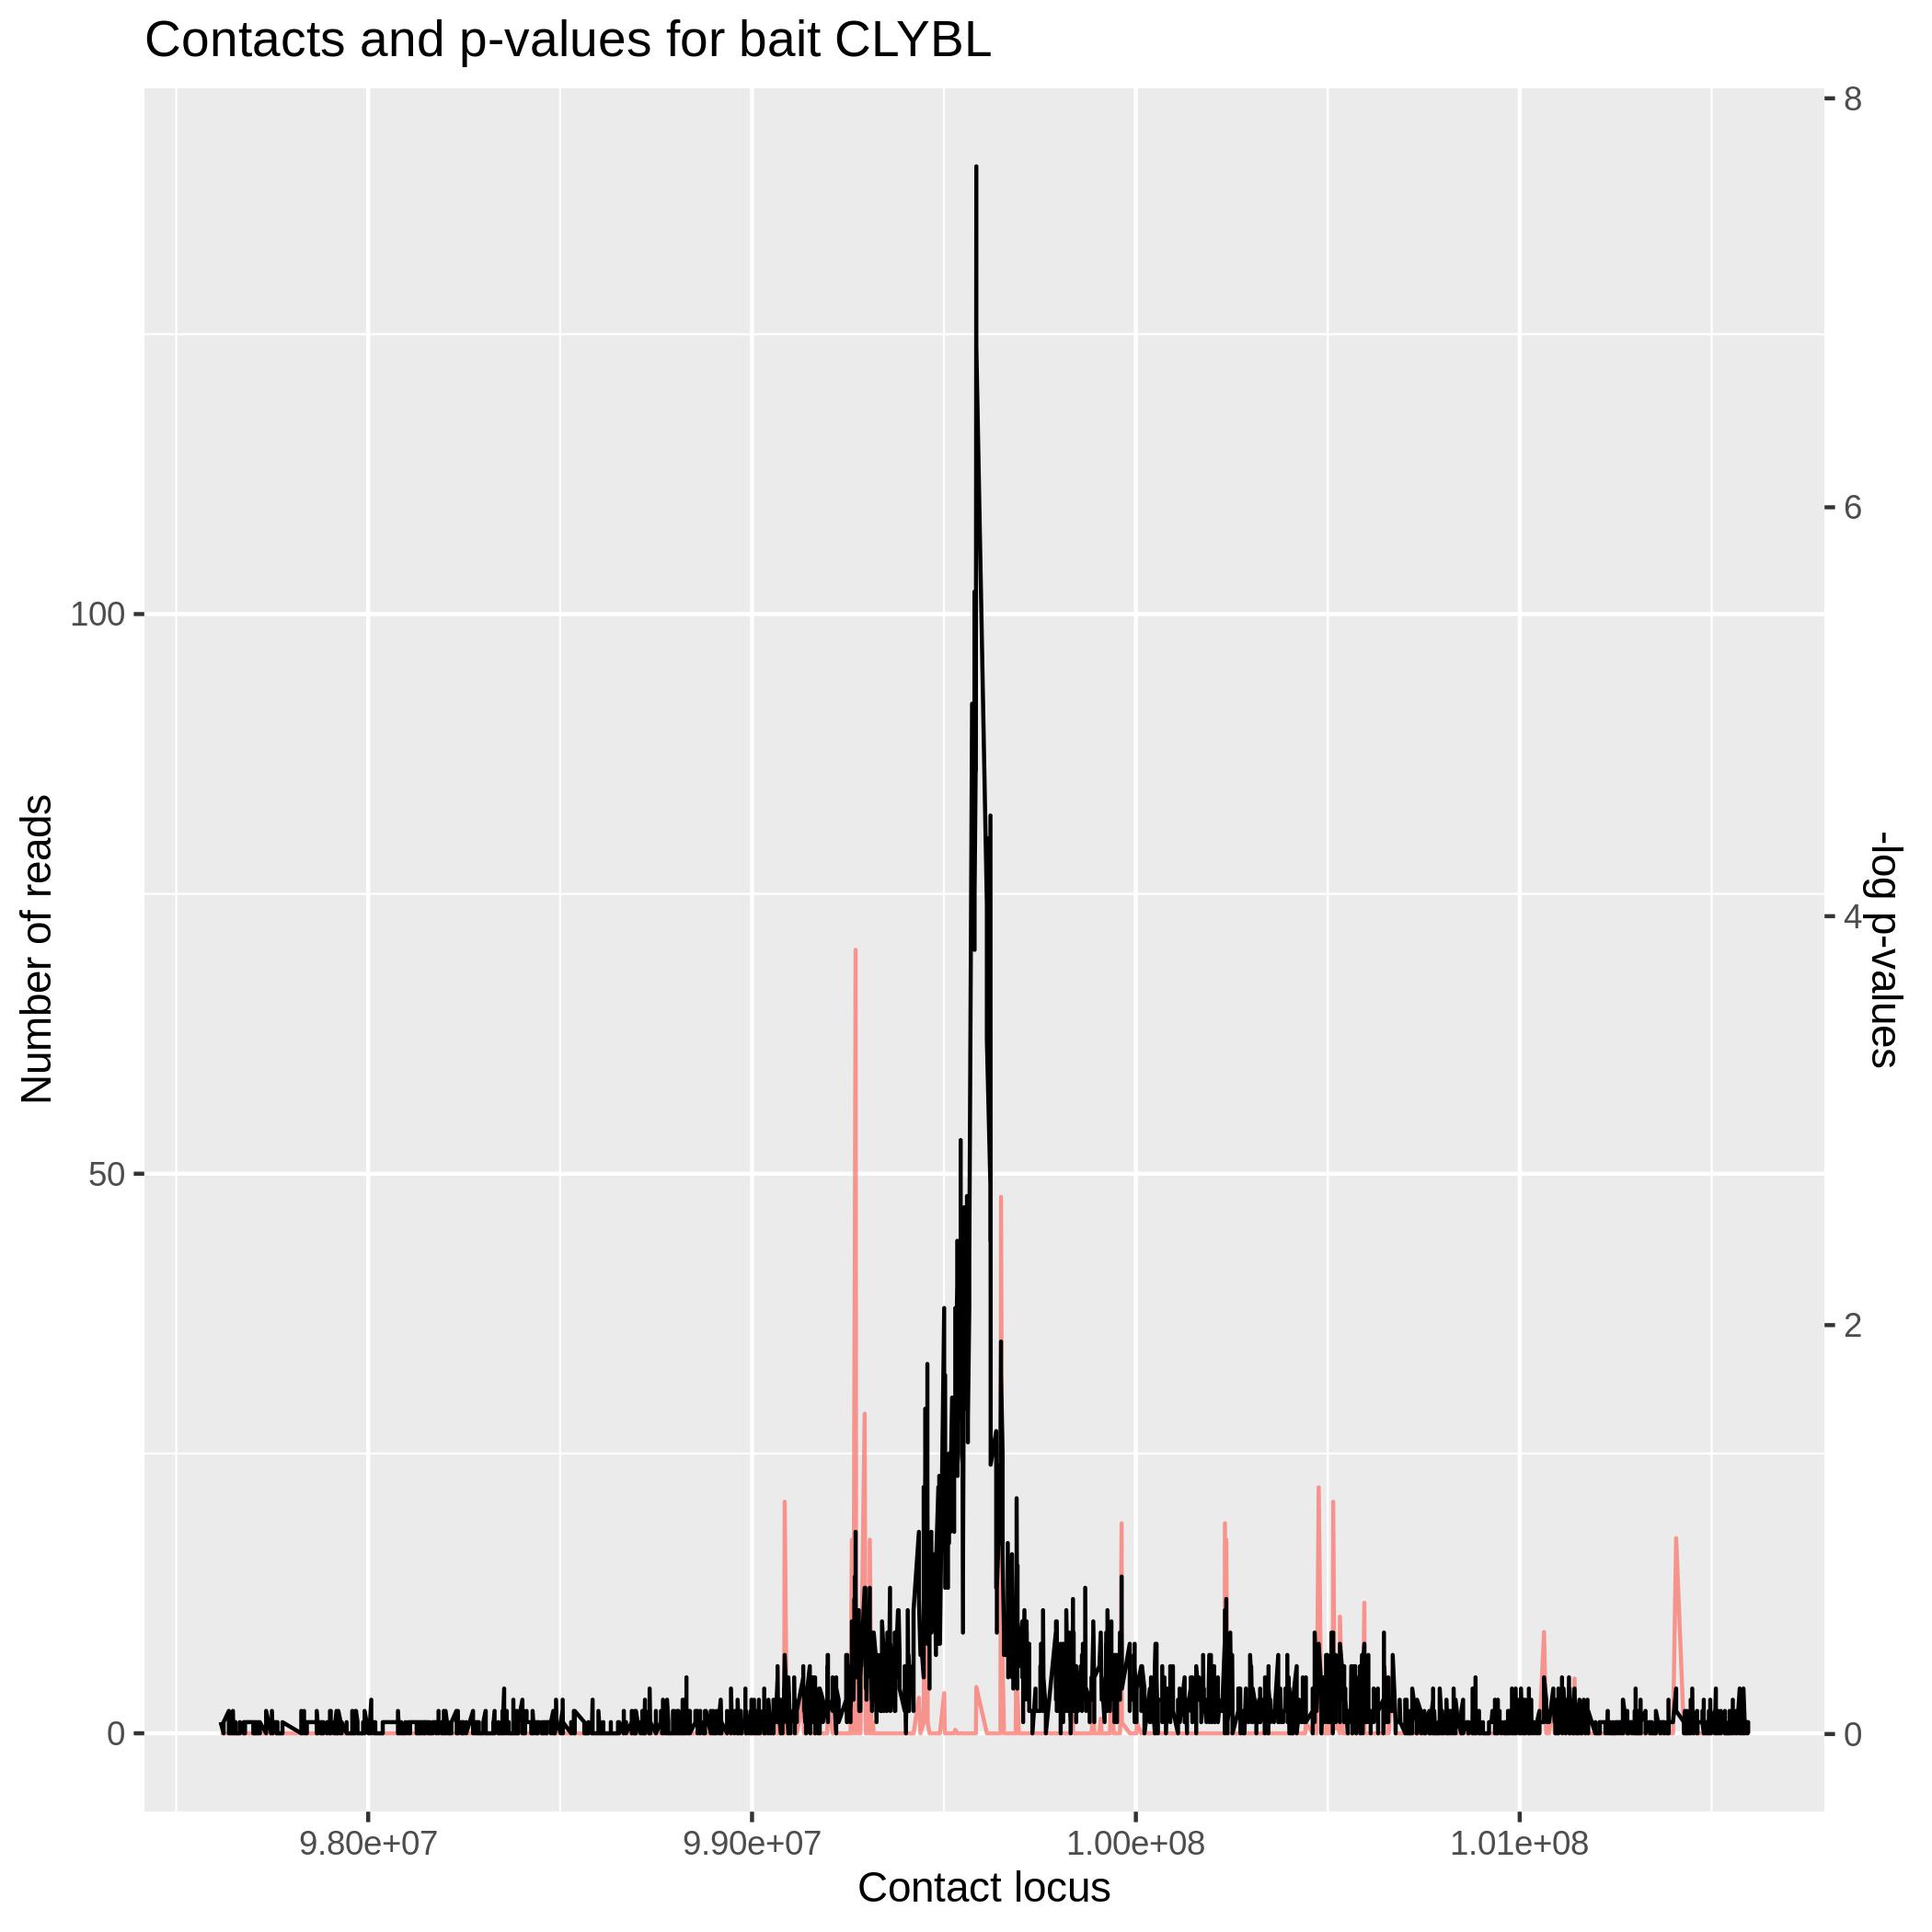 Contacts and p-values for bait CLYBL
Number of reads
100
50
0
8
6
4
2
0
-log p-values
9.80e+07
9.90e+07
1.00e+08
1.01e+08
Contact locus